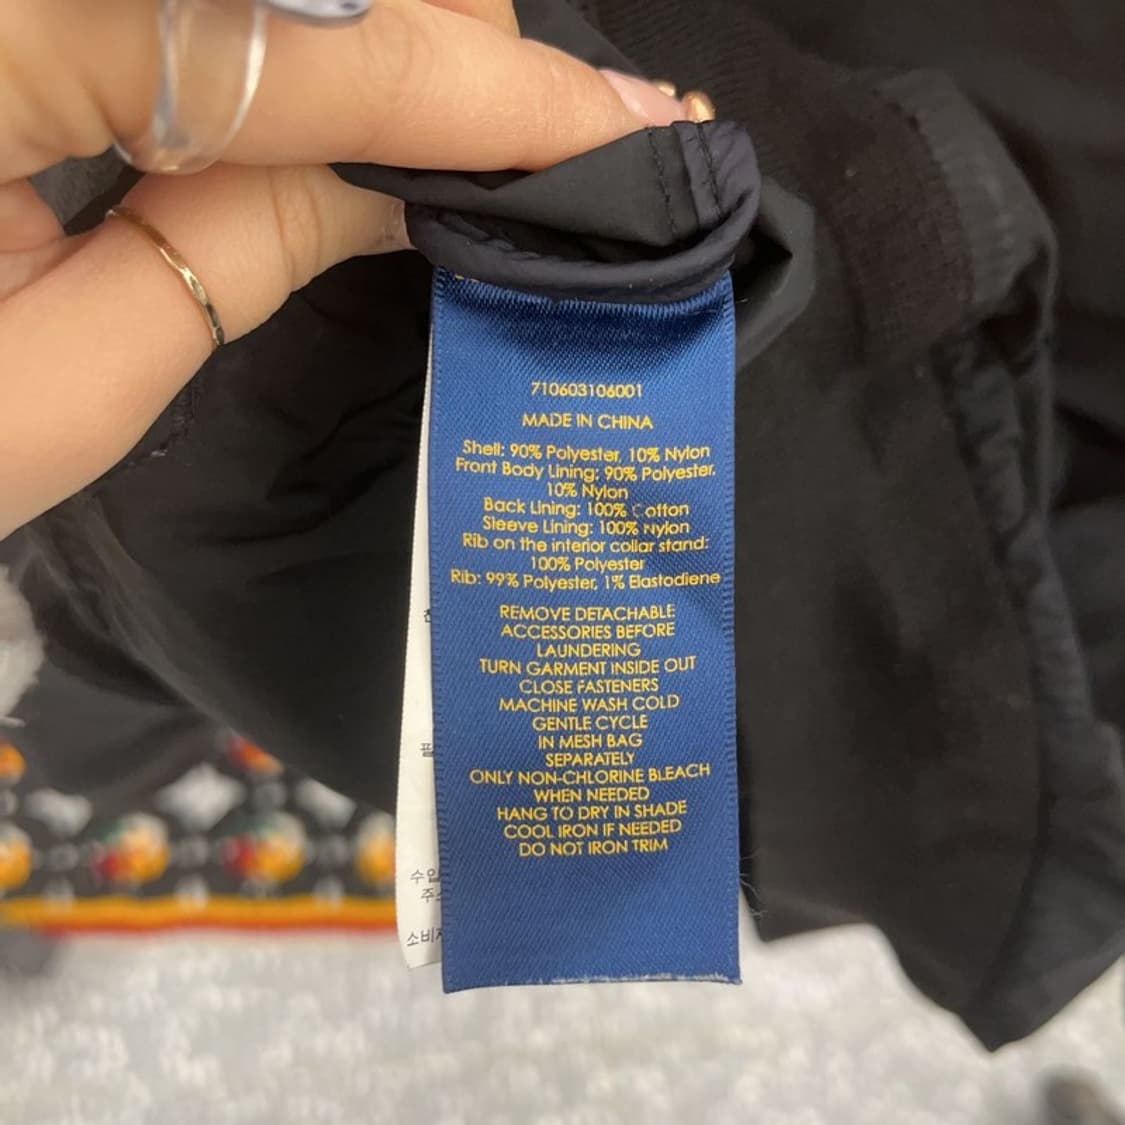 710603106001
MADE IN CHINA
Shell: 90% Polyester, 10% Nylon
Front Body Lining: 90% Polyester,
10% Nylon
Back Lining: 100% Cotton
Sleeve Lining: 100% Nylon
Rib on the interior collar stand:
100% Polyester
Rib: 99% Polyester, 1% Elastodiene
REMOVE DETACHABLE
ACCESSORIES BEFORE
LAUNDERING
TURN GARMENT INSIDE OUT
CLOSE FASTENERS
MACHINE WASH COLD
GENTLE CYCLE
IN MESH BAG
SEPARATELY
ONLY NON-CHLORINE BLEACH
WHEN NEEDED
HANG TO DRY IN SHADE
COOL IRON IF NEEDED
DO NOT IRON TRIM
수입
소비